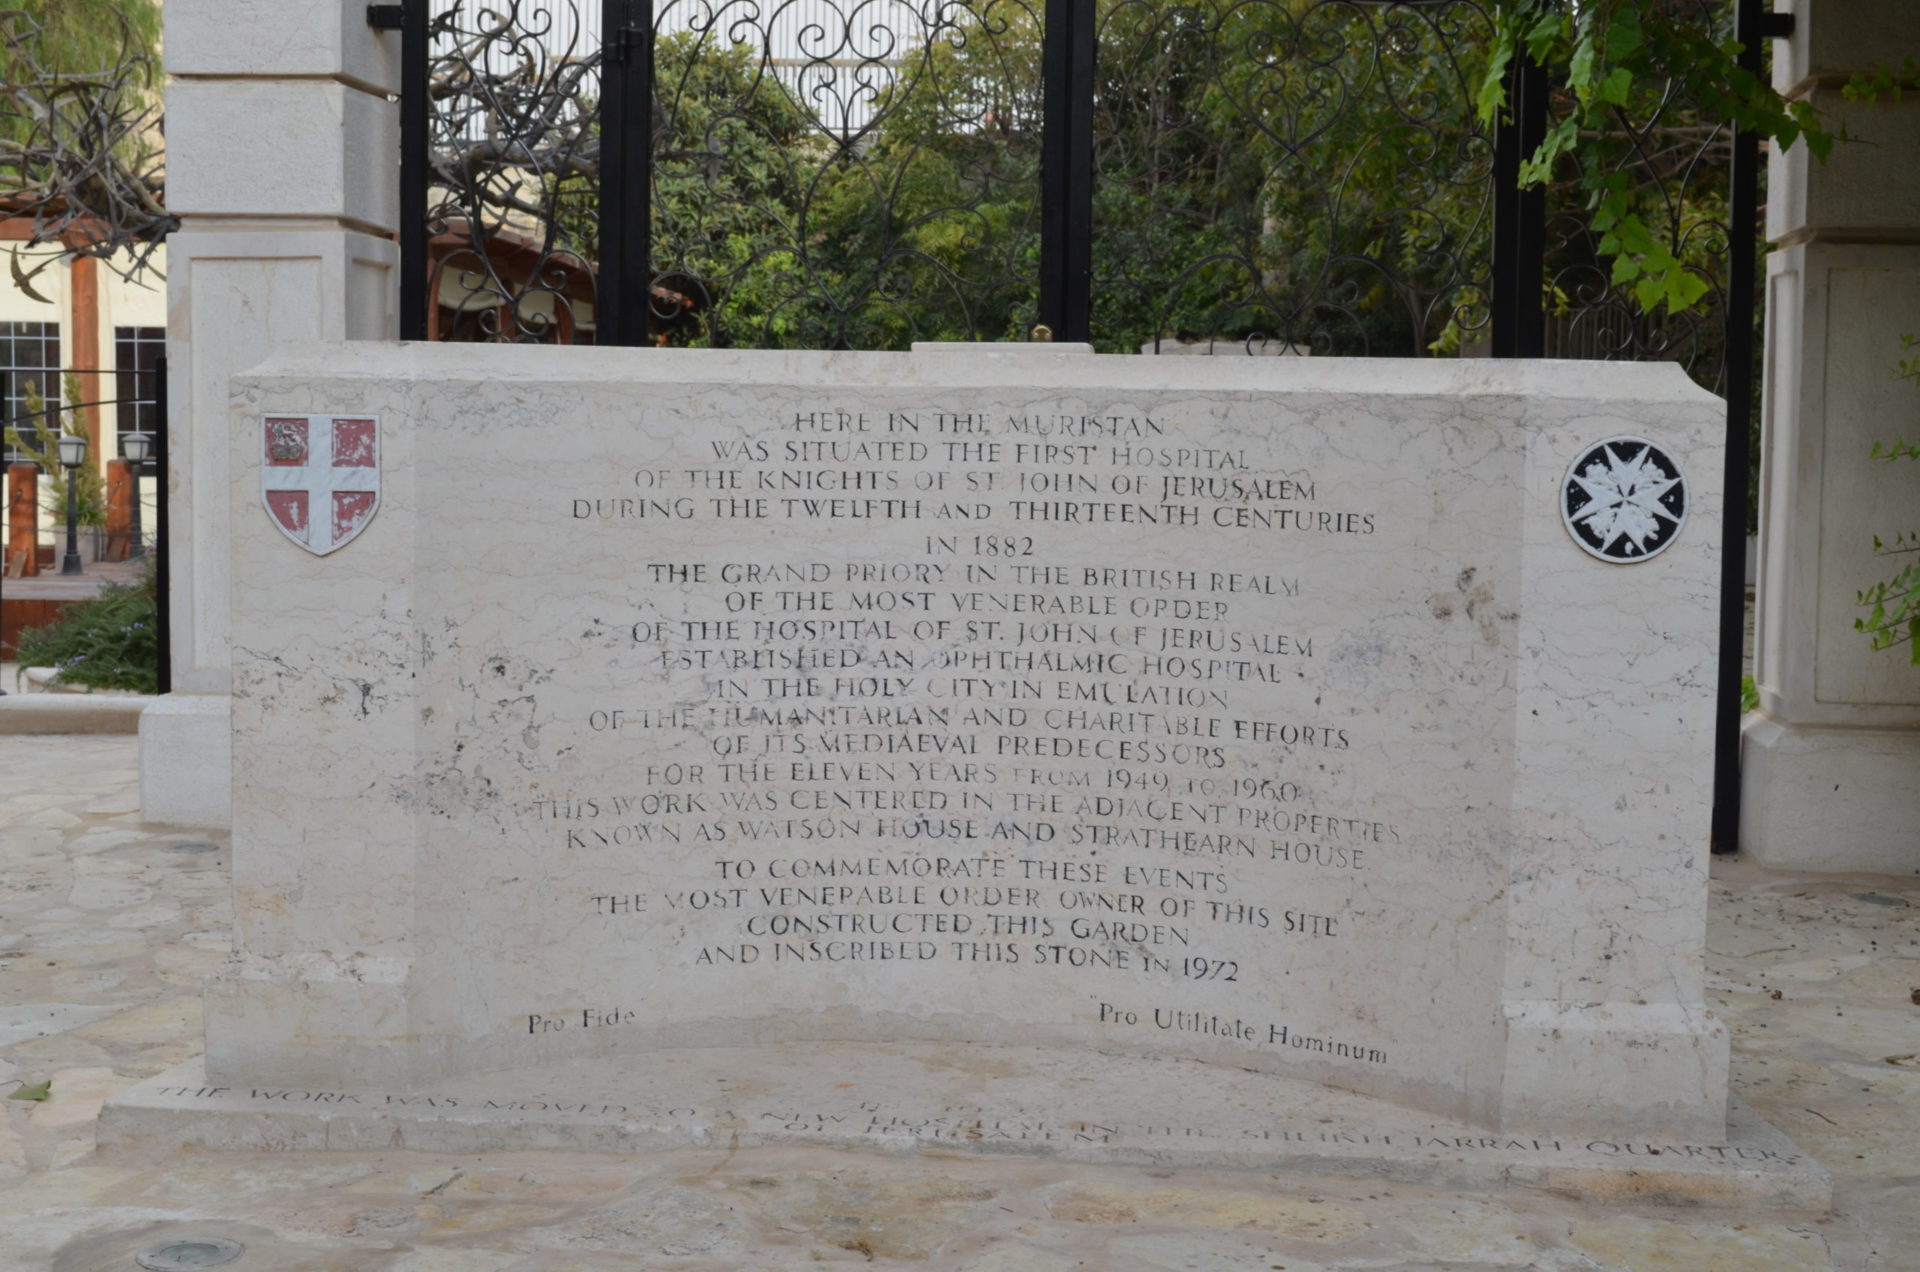 HERE IN THE MURISTAN
WAS SITUATED THE FIRST HOSPITAL
OF THE KNIGHTS OF ST. JOHN OF JERUSALEM
DURING THE TWELFTH AND THIRTEENTH CENTURIES
IN 1882
THE GRAND PRIORY IN THE BRITISH REALM
OF THE MOST VENERABLE ORDER
OF THE HOSPITAL OF ST. JOHN OF JERUSALEM
ESTABLISHED AN OPHTHALMIC HOSPITAL
IN THE HOLY CITY IN EMULATION
OF THE HUMANITARIAN AND CHARITABLE EFFORTS
OF ITS MEDIAEVAL PREDECESSORS
FOR THE ELEVEN YEARS FROM 1949 TO 1960
THIS WORK WAS CENTERED IN THE ADJACENT PROPERTIES
KNOWN AS WATSON HOUSE AND STRATHEARN HOUSE
TO COMMEMORATE THESE EVENTS
THE MOST VENERABLE ORDER OWNER OF THIS SITE
CONSTRUCTED THIS GARDEN
AND INSCRIBED THIS STONE IN 1972
"Pro Fide" "Pro Utilitate Hominum"
THE WORK WAS MOVED TO A NEW HOSPITAL IN THE SHEIKH JARRAH QUARTER
OF JERUSALEM